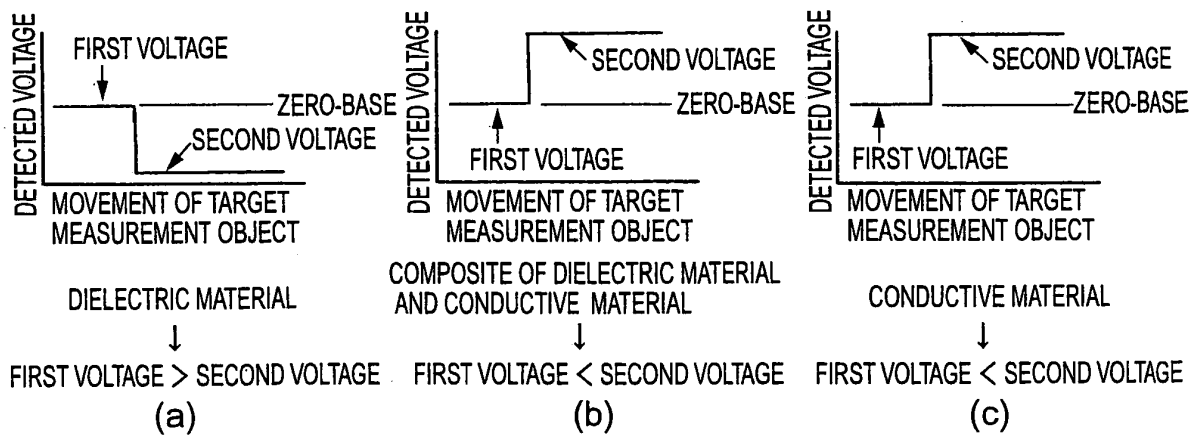 DETECTED VOLTAGE
FIRST VOLTAGE
ZERO-BASE
SECOND VOLTAGE
MOVEMENT OF TARGET
MEASUREMENT OBJECT
DIELECTRIC MATERIAL
↓
FIRST VOLTAGE > SECOND VOLTAGE
(a)
DETECTED VOLTAGE
SECOND VOLTAGE
ZERO-BASE
FIRST VOLTAGE
MOVEMENT OF TARGET
MEASUREMENT OBJECT
COMPOSITE OF DIELECTRIC MATERIAL
AND CONDUCTIVE MATERIAL
↓
FIRST VOLTAGE < SECOND VOLTAGE
(b)
DETECTED VOLTAGE
SECOND VOLTAGE
ZERO-BASE
FIRST VOLTAGE
MOVEMENT OF TARGET
MEASUREMENT OBJECT
CONDUCTIVE MATERIAL
↓
FIRST VOLTAGE < SECOND VOLTAGE
(c)